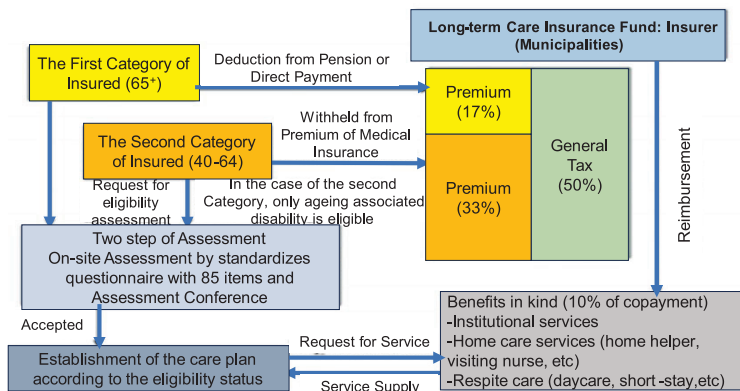 Long-term Care Insurance Fund: Insurer
(Municipalities)
The First Category of
Insured (65+)
Deduction from Pension or
Direct Payment
Premium
(17%)
The Second Category
of Insured (40-64)
Withheld from
Premium of Medical
Insurance
Premium
(33%)
General
Tax
(50%)
Reimbursement
Request for
eligibility
assessment
In the case of the second
Category, only ageing associated
disability is eligible
Two step of Assessment
On-site Assessment by standardizes
questionnaire with 85 items and
Assessment Conference
Accepted
Establishment of the care plan
according to the eligibility status
Request for Service
Service Supply
Benefits in kind (10% of copayment)
-Institutional services
-Home care services (home helper,
visiting nurse, etc)
-Respite care (daycare, short-stay,etc)